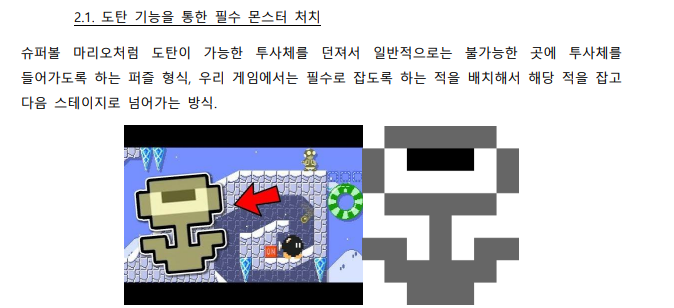 2.1. 도탄 기능을 통한 필수 몬스터 처치
슈퍼볼 마리오처럼 도탄이 가능한 투사체를 던져서 일반적으로는 불가능한 곳에 투사체를
들어가도록 하는 퍼즐 형식, 우리 게임에서는 필수로 잡도록 하는 적을 배치해서 해당 적을 잡고
다음 스테이지로 넘어가는 방식.
ON